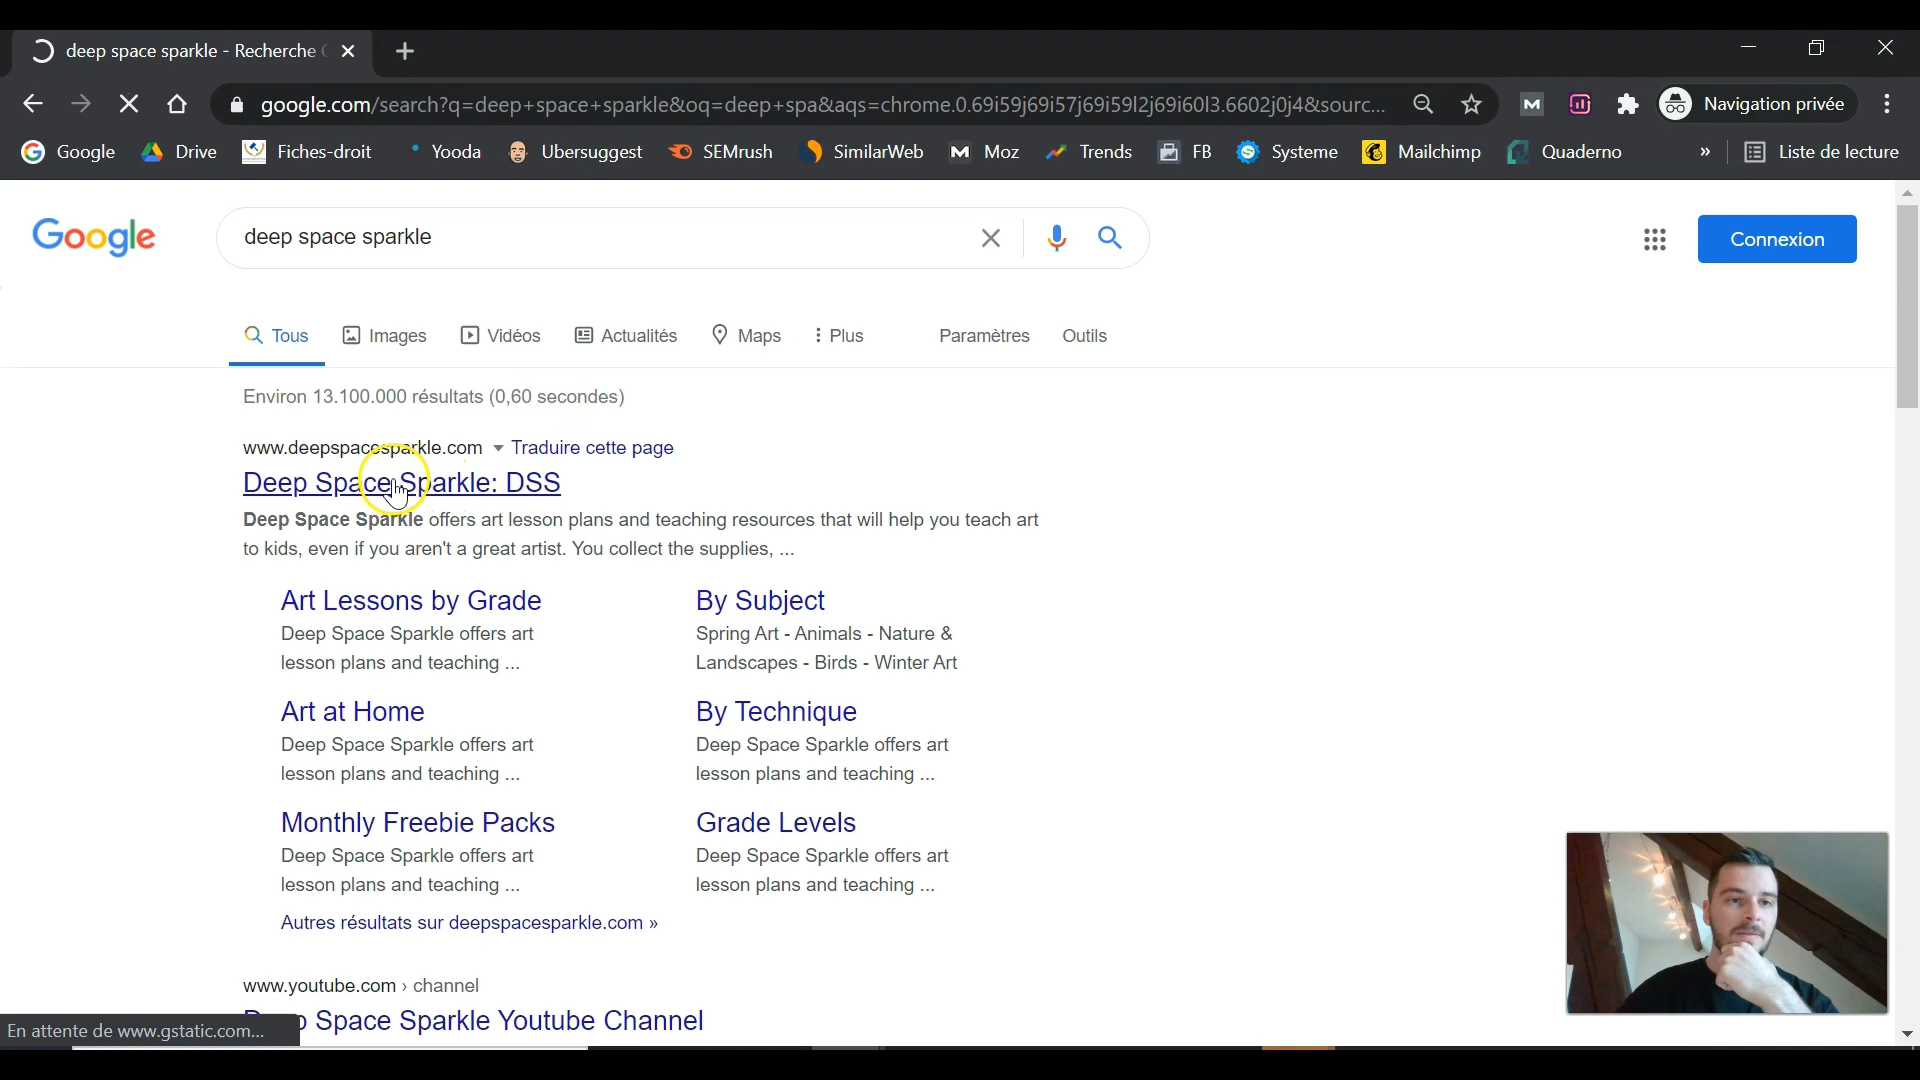 deep space sparkle - Recherche
google.com/search?q=deep+space+sparkle&oq=deep+spa&aqs=chrome.0.69i59j69i57j69i59l2j69i60l3.6602j0j4&sourc...
Navigation privée
Google Drive Fiches-droit Yooda Ubersuggest SEMrush SimilarWeb Moz Trends FB Systeme Mailchimp Quaderno » Liste de lecture
Google
deep space sparkle
Connexion
Tous Images Vidéos Actualités Maps Plus Paramètres Outils
Environ 13.100.000 résultats (0,60 secondes)
www.deepspacesparkle.com Traduire cette page
Deep Space Sparkle: DSS
Deep Space Sparkle offers art lesson plans and teaching resources that will help you teach art
to kids, even if you aren't a great artist. You collect the supplies, ...
Art Lessons by Grade
Deep Space Sparkle offers art
lesson plans and teaching ...
By Subject
Spring Art - Animals - Nature &
Landscapes - Birds - Winter Art
Art at Home
Deep Space Sparkle offers art
lesson plans and teaching ...
By Technique
Deep Space Sparkle offers art
lesson plans and teaching ...
Monthly Freebie Packs
Deep Space Sparkle offers art
lesson plans and teaching ...
Grade Levels
Deep Space Sparkle offers art
lesson plans and teaching ...
Autres résultats sur deepspacesparkle.com »
www.youtube.com › channel
Space Sparkle Youtube Channel
En attente de www.gstatic.com...